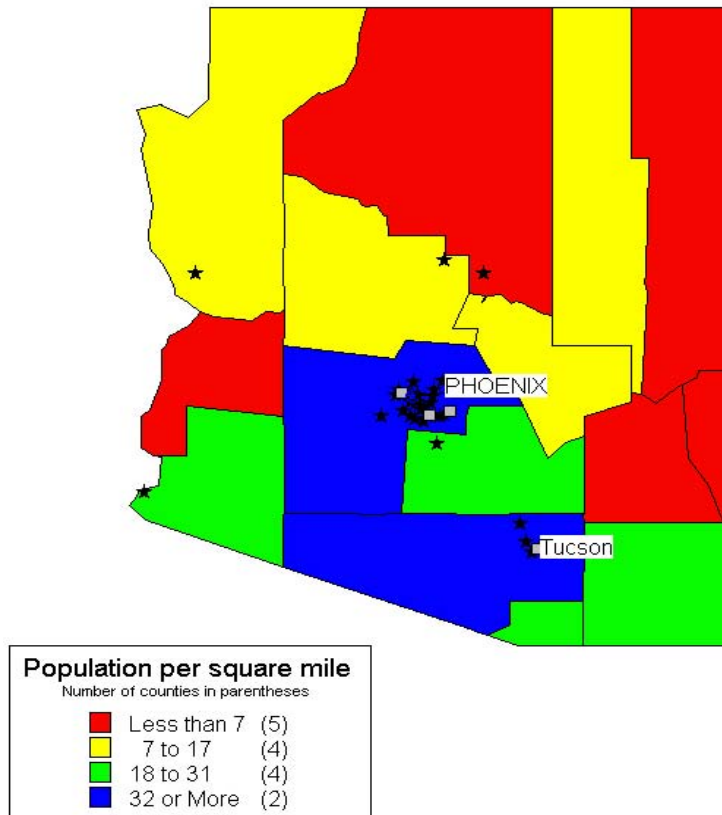 PHOENIX
Tucson
Population per square mile
Number of counties in parentheses
Less than 7 (5)
7 to 17 (4)
18 to 31 (4)
32 or More (2)